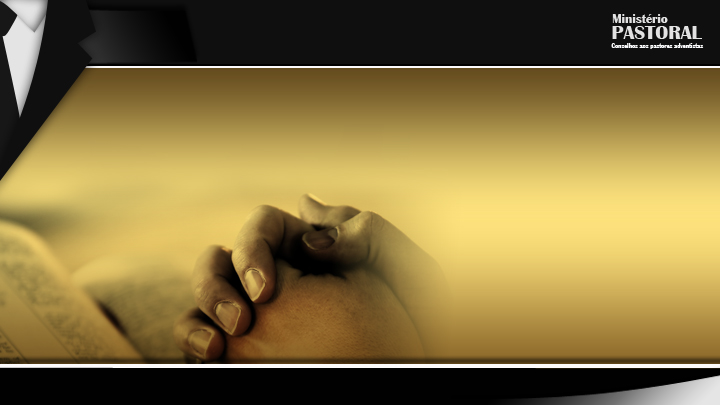 Ministério
PASTORAL
Conselhos aos pastores adventistas